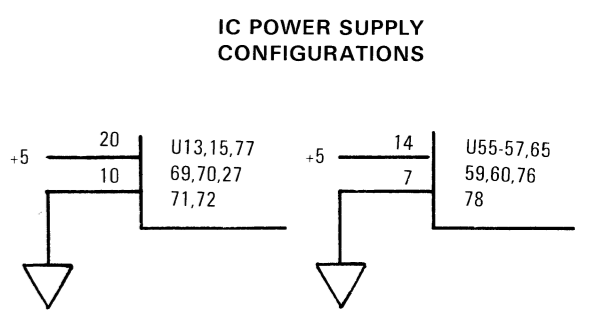 IC POWER SUPPLY
CONFIGURATIONS
+5
20
10
U13,15,77
69,70,27
71,72
+5
14
7
U55-57,65
59,60,76
78